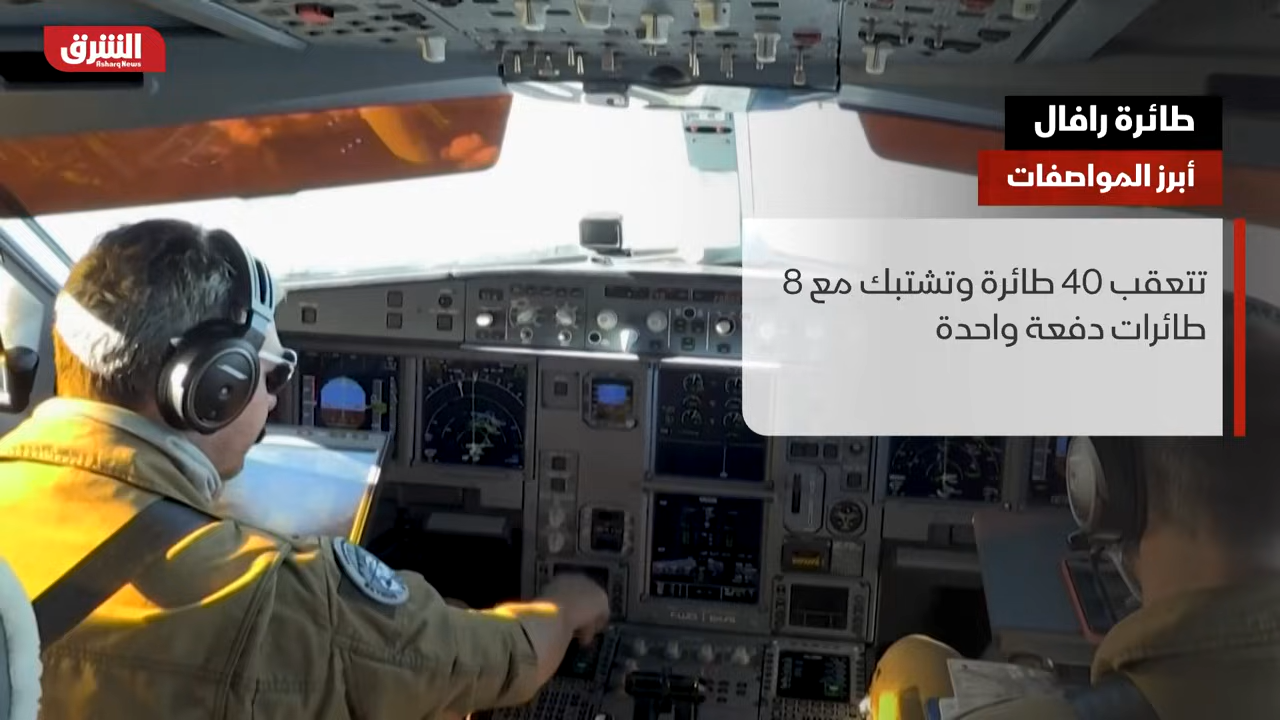 الشرق
Asharq News
طائرة رافال
أبرز المواصفات
تتعقب 40 طائرة وتشتبك مع 8
طائرات دفعة واحدة